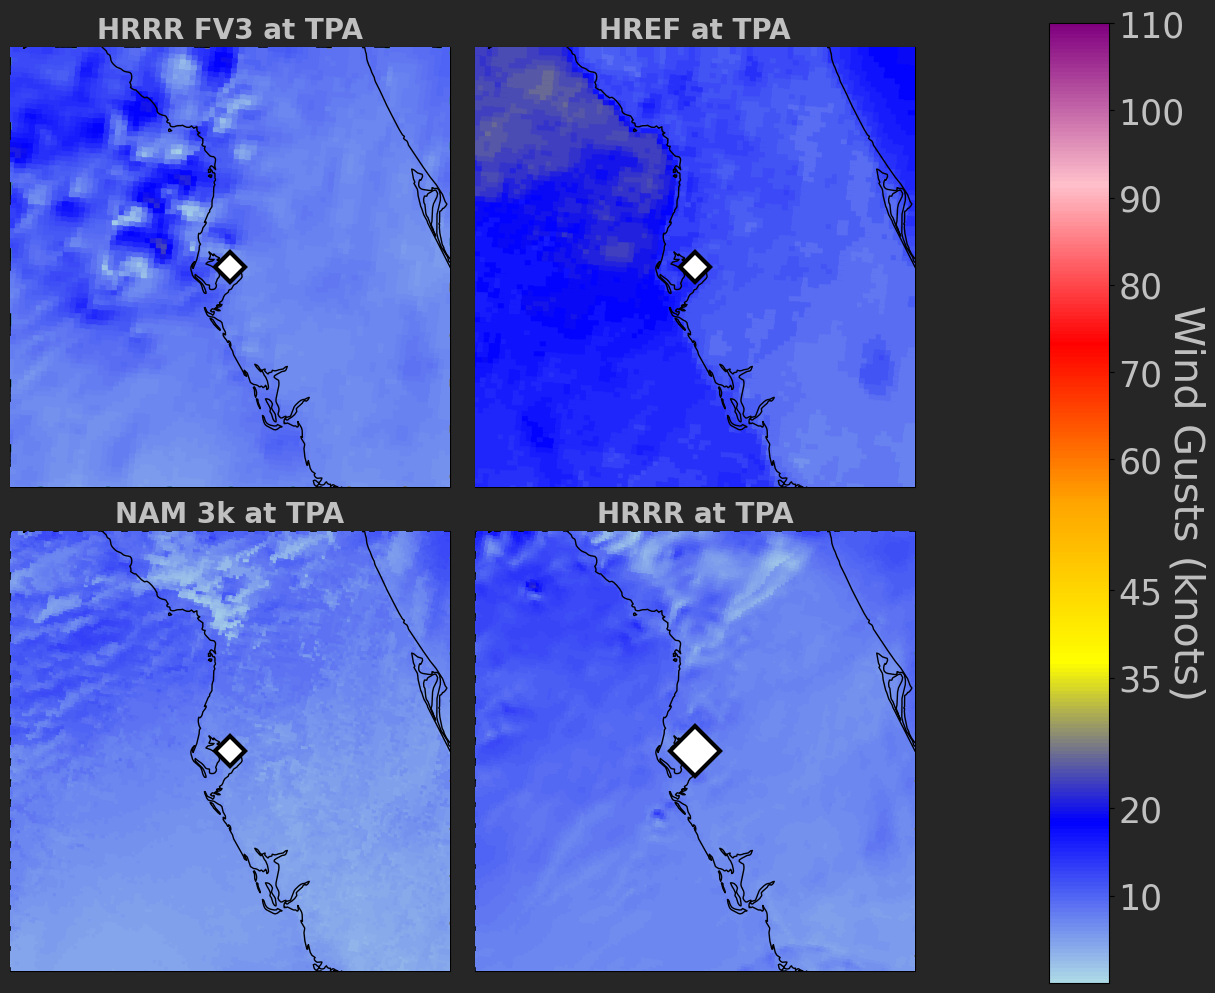 HRRR FV3 at TPA
HREF at TPA
NAM 3k at TPA
HRRR at TPA
110
100
90
80
70
60
45
35
20
10
Wind Gusts (knots)